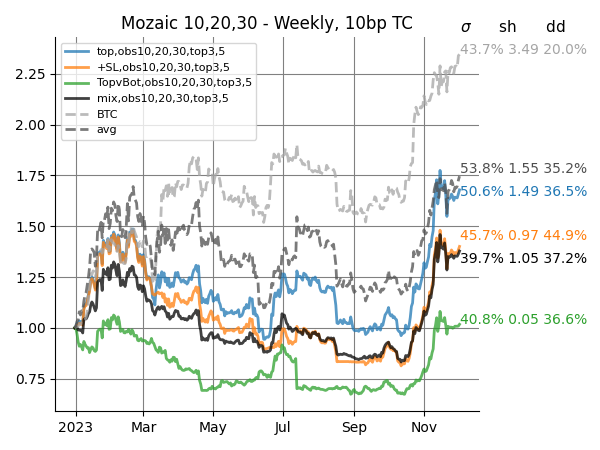 Mozaic 10,20,30 - Weekly, 10bp TC
σ sh dd
top,obs10,20,30,top3,5
+SL,obs10,20,30,top3,5
TopvBot,obs10,20,30,top3,5
mix,obs10,20,30,top3,5
BTC
avg
43.7% 3.49 20.0%
53.8% 1.55 35.2%
50.6% 1.49 36.5%
45.7% 0.97 44.9%
39.7% 1.05 37.2%
40.8% 0.05 36.6%
2.25
2.00
1.75
1.50
1.25
1.00
0.75
2023 Mar May Jul Sep Nov